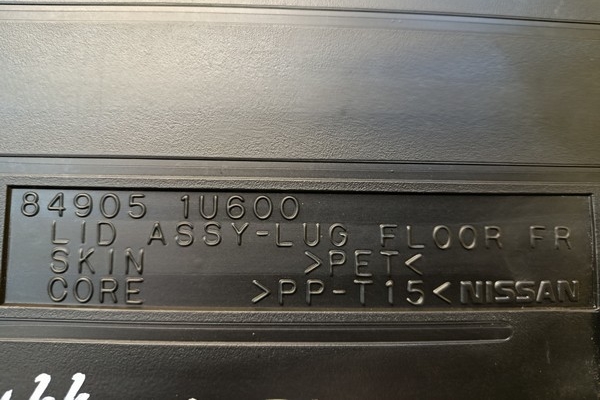 84905 1U600
LID ASSY-LUG FLOOR FR
SKIN >PET<
CORE >PP-T15< NISSAN